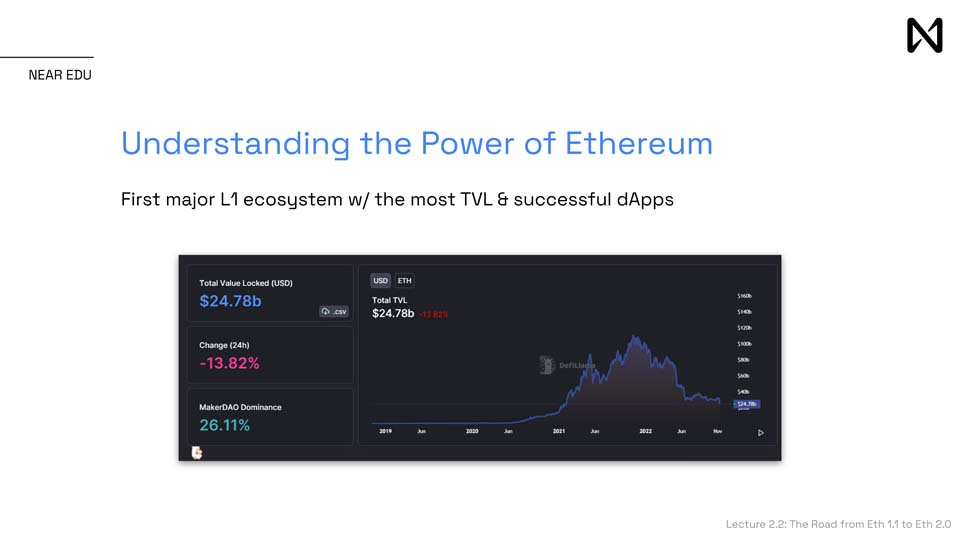 NEAR EDU
Understanding the Power of Ethereum
First major L1 ecosystem w/ the most TVL & successful dApps
Total Value Locked (USD)
$24.78b
.csv
Change (24h)
-13.82%
MakerDAO Dominance
26.11%
USD ETH
Total TVL
$24.78b -13.82%
DefiLlama
$160b
$140b
$120b
$100b
$80b
$60b
$40b
$24.78b
2019 Jun 2020 Jun 2021 Jun 2022 Jun Nov
Lecture 2.2: The Road from Eth 1.1 to Eth 2.0